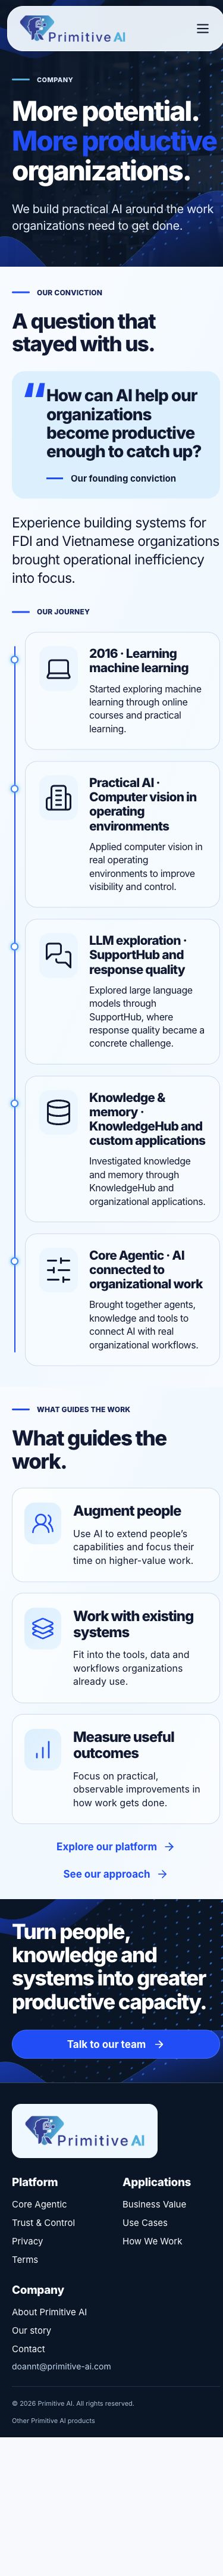 Primitive AI
COMPANY
More potential.
More productive
organizations.
We build practical AI around the work
organizations need to get done.
OUR CONVICTION
A question that
stayed with us.
"
How can AI help our
organizations
become productive
enough to catch up?
Our founding conviction
Experience building systems for
FDI and Vietnamese organizations
brought operational inefficiency
into focus.
OUR JOURNEY
2016 · Learning
machine learning
Started exploring machine
learning through online
courses and practical
learning.
Practical AI ·
Computer vision in
operating
environments
Applied computer vision in
real operating
environments to improve
visibility and control.
LLM exploration ·
SupportHub and
response quality
Explored large language
models through
SupportHub, where
response quality became a
concrete challenge.
Knowledge &
memory ·
KnowledgeHub and
custom applications
Investigated knowledge
and memory through
KnowledgeHub and
organizational applications.
Core Agentic · AI
connected to
organizational work
Brought together agents,
knowledge and tools to
connect AI with real
organizational workflows.
WHAT GUIDES THE WORK
What guides the
work.
Augment people
Use AI to extend people's
capabilities and focus their
time on higher-value work.
Work with existing
systems
Fit into the tools, data and
workflows organizations
already use.
Measure useful
outcomes
Focus on practical,
observable improvements in
how work gets done.
Explore our platform →
See our approach →
Turn people,
knowledge and
systems into greater
productive capacity.
Talk to our team →
Primitive AI
Platform
Core Agentic
Trust & Control
Privacy
Terms
Applications
Business Value
Use Cases
How We Work
Company
About Primitive AI
Our story
Contact
doannt@primitive-ai.com
© 2026 Primitive AI. All rights reserved.
Other Primitive AI products